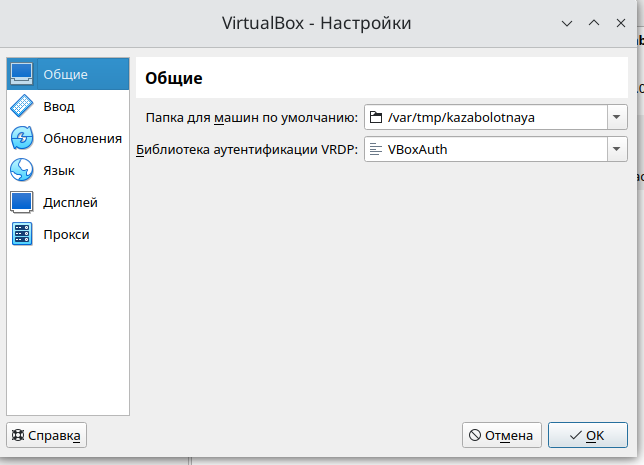 VirtualBox - Настройки
Общие
Ввод
Обновления
Язык
Дисплей
Прокси
Общие
Папка для машин по умолчанию: /var/tmp/kazabolotnaya
Библиотека аутентификации VRDP: VBoxAuth
Справка
Отмена
OK